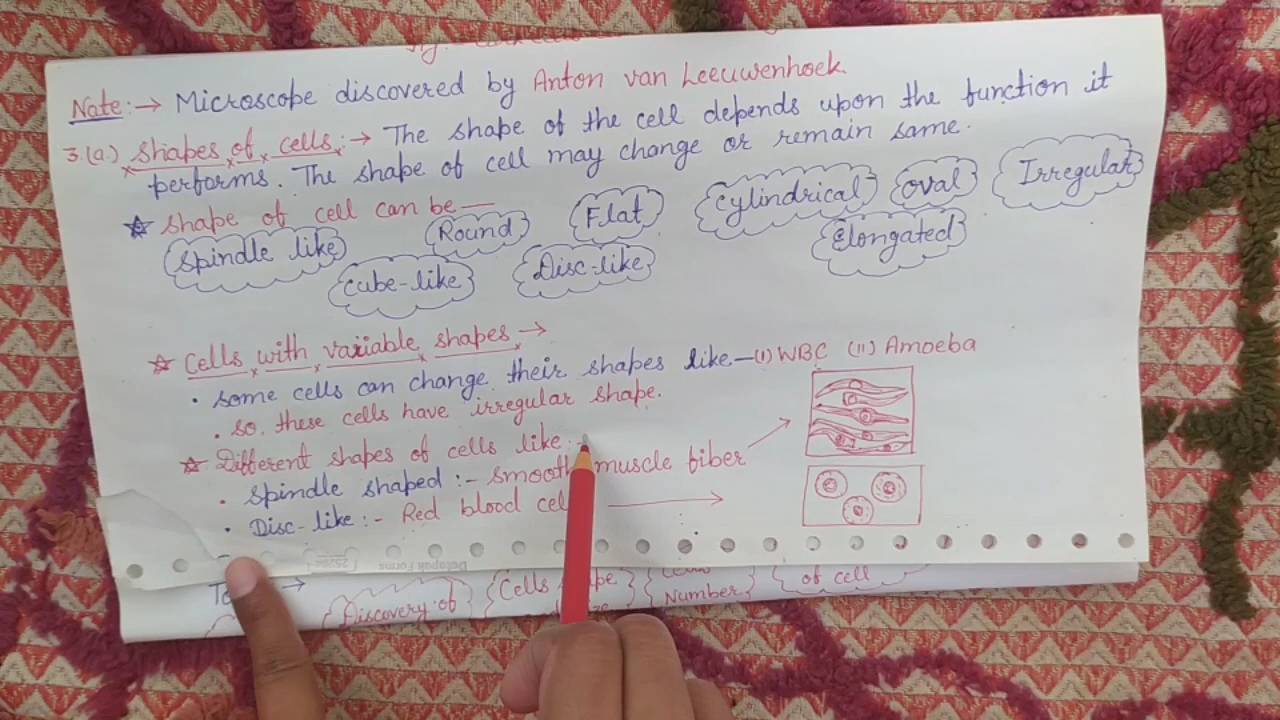 Note:→ Microscope discovered by Anton van Leeuwenhoek.
3.(a.) Shapes of cells:→ The shape of the cell depends upon the function it
performs. The shape of cell may change or remain same.
☆ Shape of cell can be—
Spindle like Round Flat Cylindrical Oval Irregular
Cube-like Disc-like Elongated
☆ Cells with variable shapes→
• Some cells can change their shapes like—(i) WBC (ii) Amoeba
• So. these cells have irregular shape.
☆ Different shapes of cells like:-
• Spindle shaped:- Smooth muscle fiber
• Disc-like:- Red blood cel
Datapak Forms
Discovery of Cells Number of cell